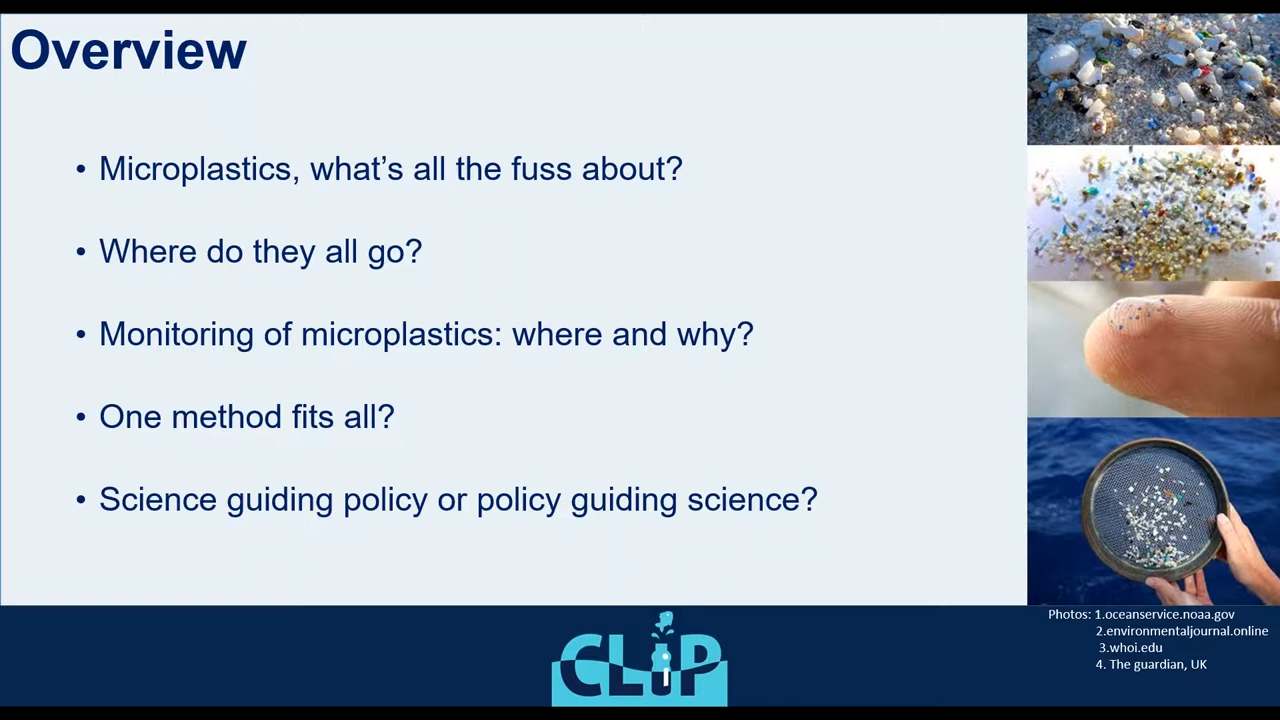 Overview
• Microplastics, what’s all the fuss about?
• Where do they all go?
• Monitoring of microplastics: where and why?
• One method fits all?
• Science guiding policy or policy guiding science?
Photos: 1.oceanservice.noaa.gov
2.environmentaljournal.online
3.whoi.edu
4. The guardian, UK
CLiP